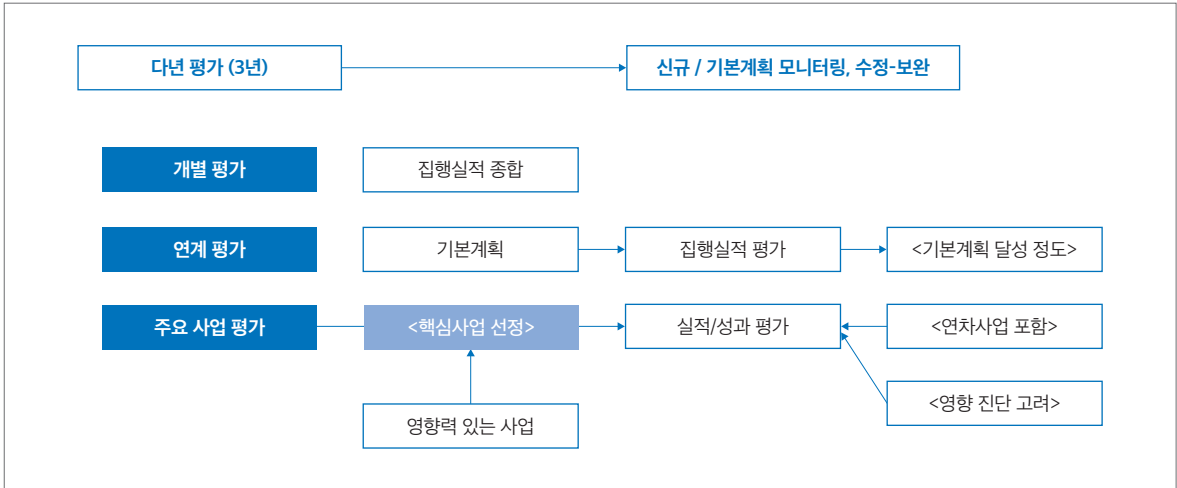 다년 평가 (3년)
신규 / 기본계획 모니터링, 수정-보완
개별 평가
집행실적 종합
연계 평가
기본계획
집행실적 평가
<기본계획 달성 정도>
주요 사업 평가
<핵심사업 선정>
실적/성과 평가
<연차사업 포함>
영향력 있는 사업
<영향 진단 고려>